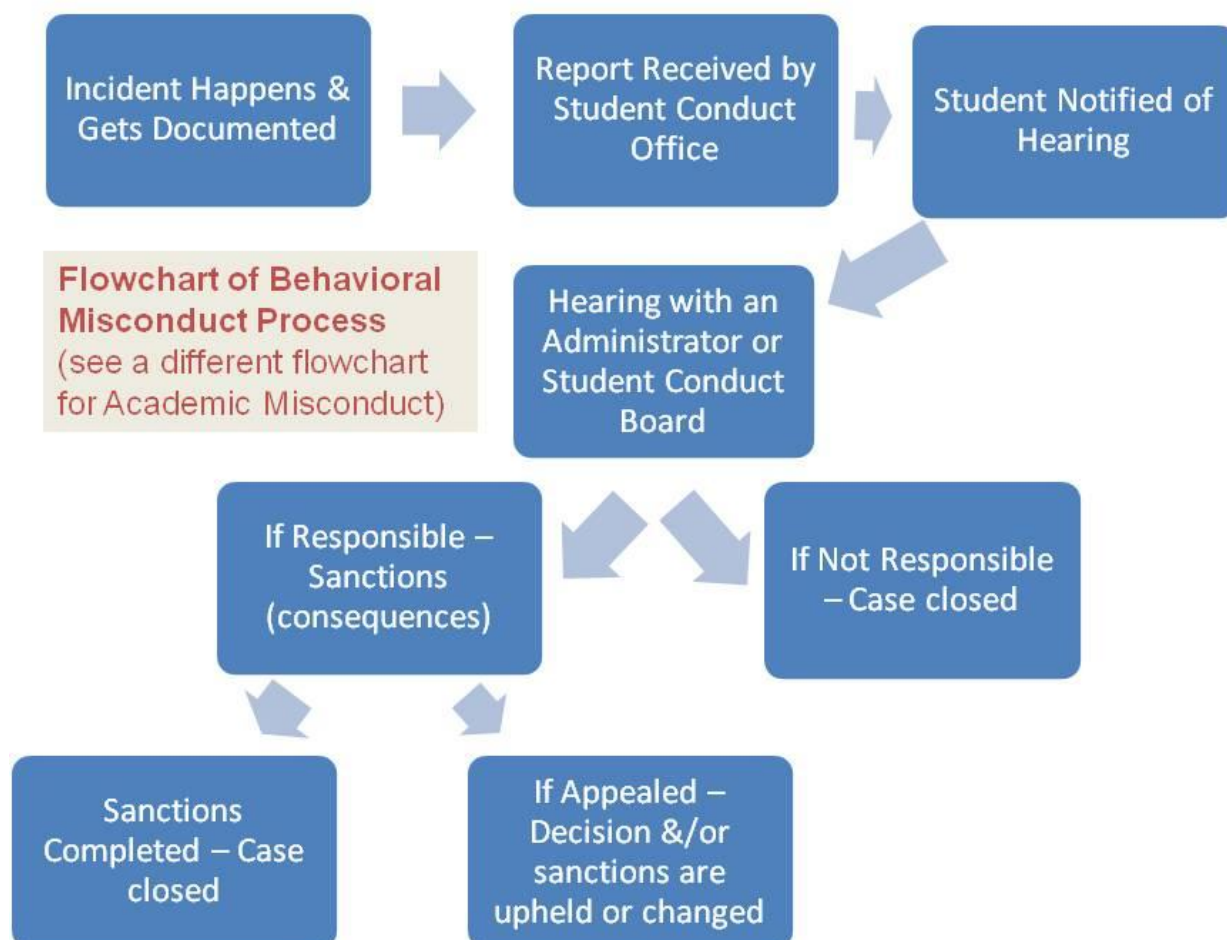 Incident Happens &
Gets Documented
Report Received by
Student Conduct
Office
Student Notified of
Hearing
Flowchart of Behavioral
Misconduct Process
(see a different flowchart
for Academic Misconduct)
Hearing with an
Administrator or
Student Conduct
Board
If Responsible –
Sanctions
(consequences)
If Not Responsible
– Case closed
Sanctions
Completed – Case
closed
If Appealed –
Decision &/or
sanctions are
upheld or changed